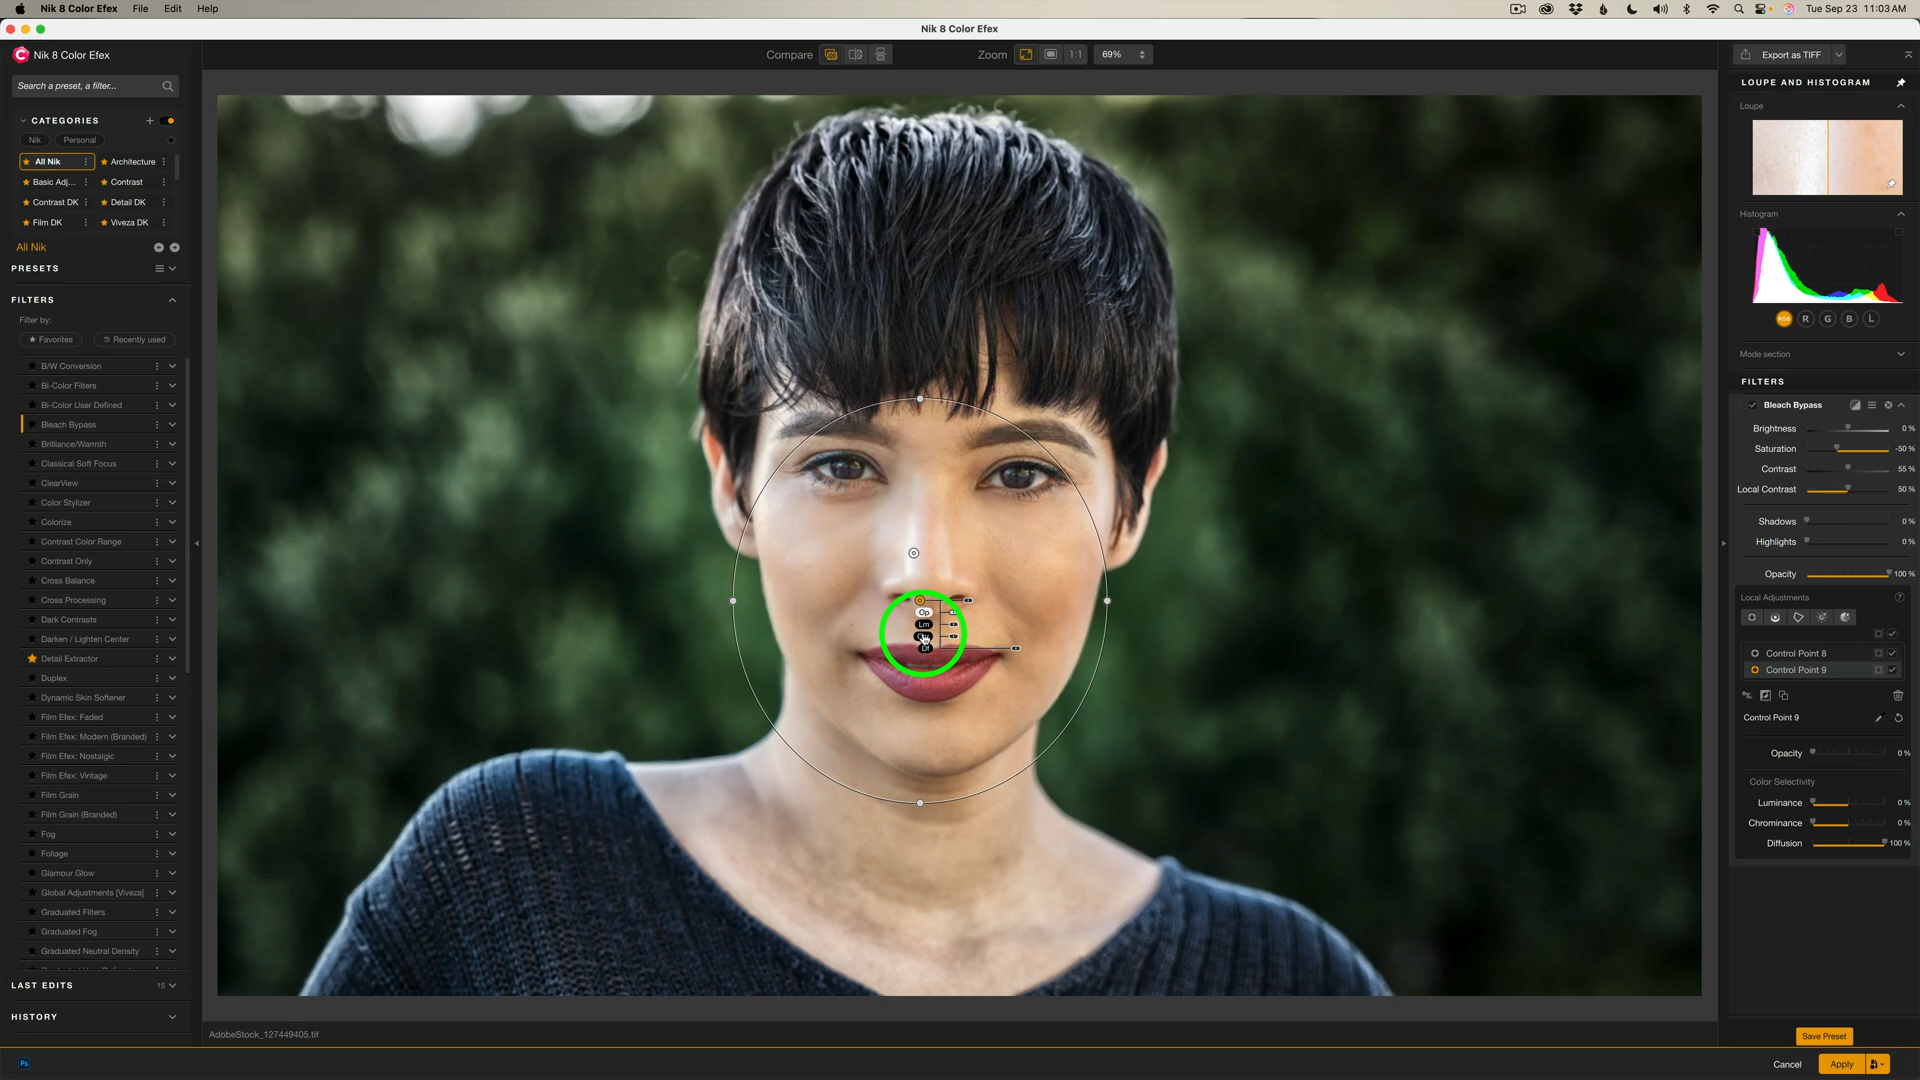 Nik 8 Color Efex File Edit Help
Tue Sep 23 11:03 AM
Nik 8 Color Efex
Nik 8 Color Efex
Compare
Zoom
1:1
69%
Export as TIFF
Search a preset, a filter...
CATEGORIES
Nik Personal
All Nik Architecture
Basic Adj... Contrast
Contrast DK Detail DK
Film DK Viveza DK
All Nik
PRESETS
FILTERS
Filter by:
Favorites Recently used
B/W Conversion
Bi-Color Filters
Bi-Color User Defined
Bleach Bypass
Brilliance/Warmth
Classical Soft Focus
ClearView
Color Stylizer
Colorize
Contrast Color Range
Contrast Only
Cross Balance
Cross Processing
Dark Contrasts
Darken / Lighten Center
Detail Extractor
Duplex
Dynamic Skin Softener
Film Efex: Faded
Film Efex: Modern (Branded)
Film Efex: Nostalgic
Film Efex: Vintage
Film Grain
Film Grain (Branded)
Fog
Foliage
Glamour Glow
Global Adjustments [Viveza]
Graduated Filters
Graduated Fog
Graduated Neutral Density
LAST EDITS 15
HISTORY
Op
Lm
Df
AdobeStock_127449405.tif
LOUPE AND HISTOGRAM
Loupe
Histogram
RGB R G B L
Mode section
FILTERS
Bleach Bypass
Brightness 0 %
Saturation -50 %
Contrast 55 %
Local Contrast 50 %
Shadows 0 %
Highlights 0 %
Opacity 100 %
Local Adjustments ?
Control Point 8
Control Point 9
Control Point 9
Opacity 0 %
Color Selectivity
Luminance 0 %
Chrominance 0 %
Diffusion 100 %
Save Preset
Ps
Cancel
Apply